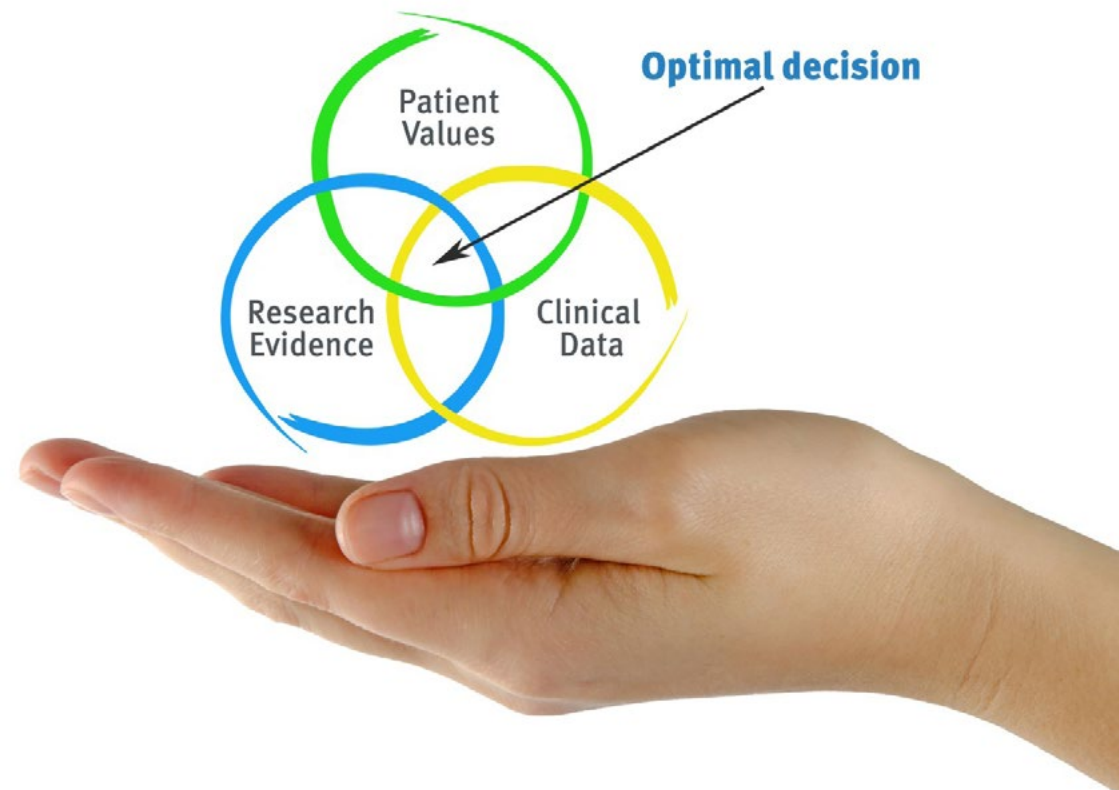 Optimal decision
Patient
Values
Research
Evidence
Clinical
Data